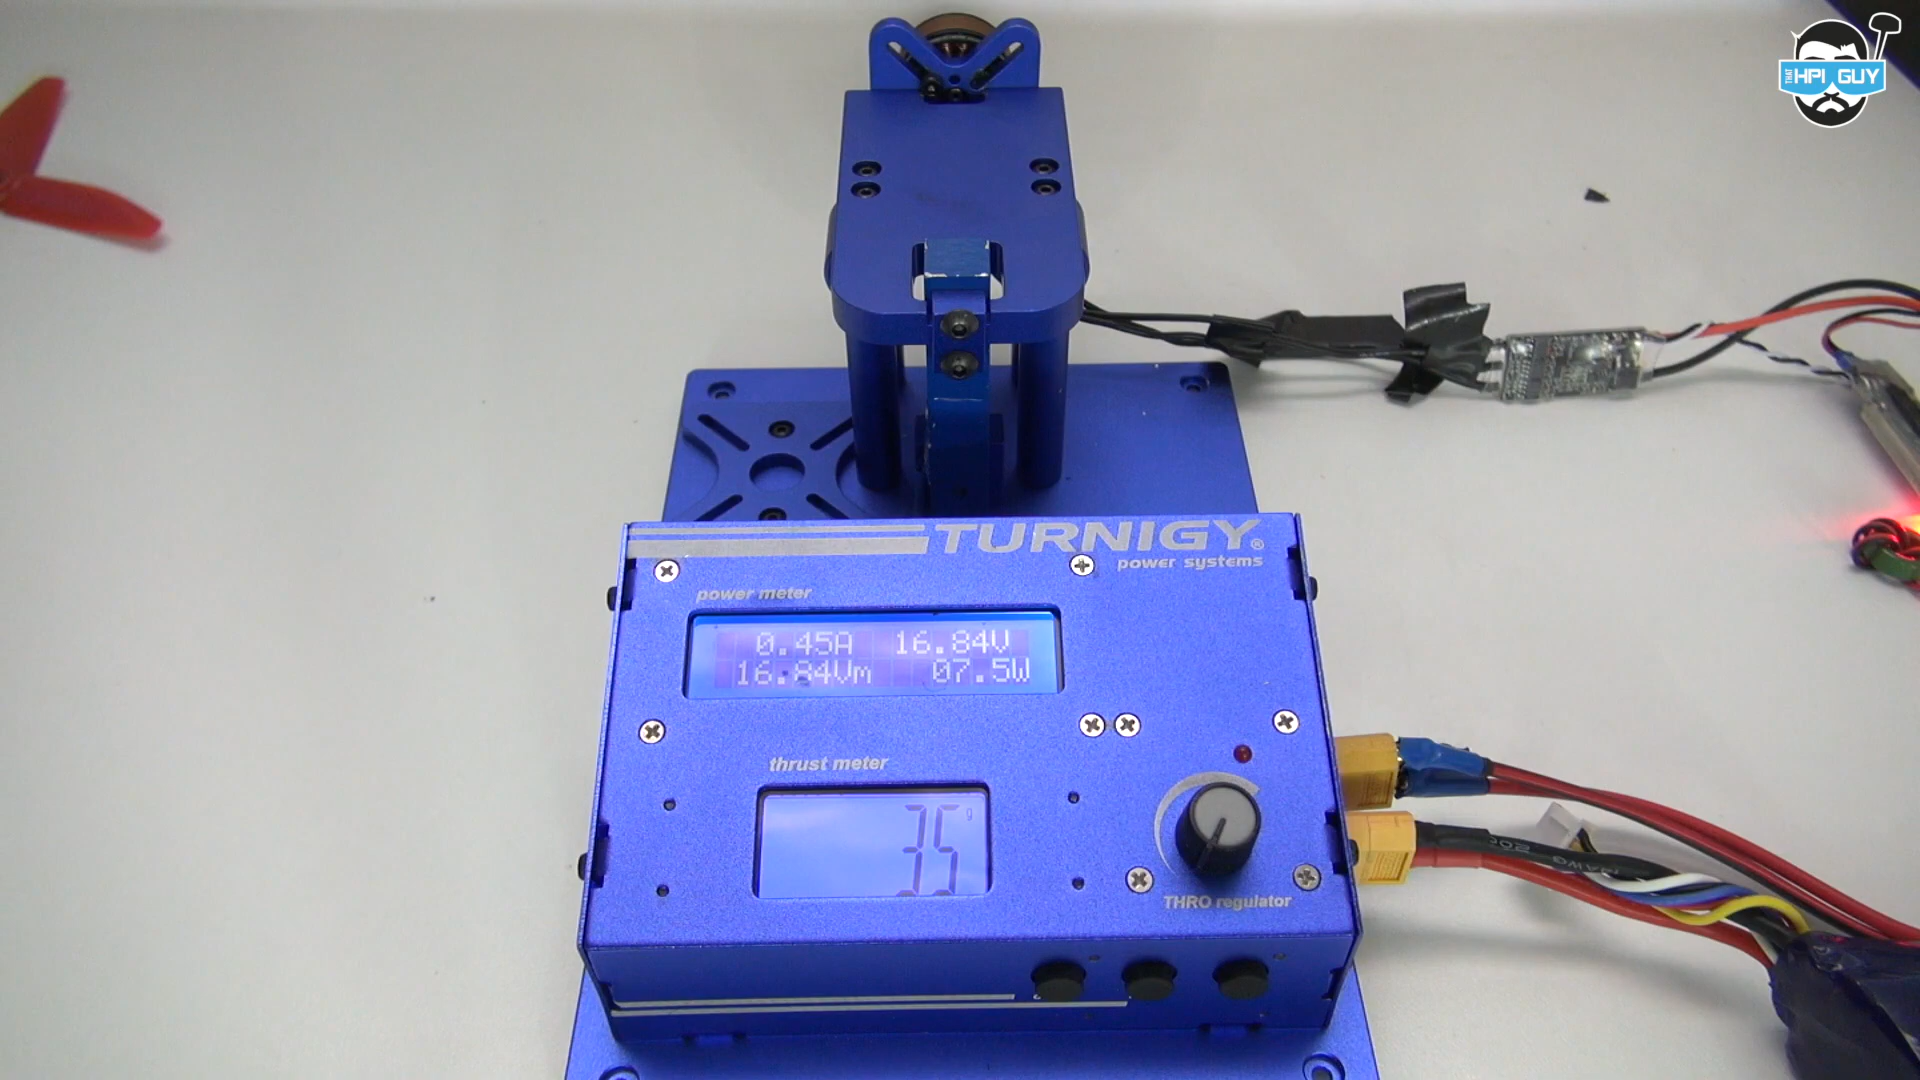 THAT HPI GUY
TURNIGY®
power systems
power meter
0.45A 16.84V
16.84Vm 07.5W
thrust meter
35 g
THRO regulator
AWG